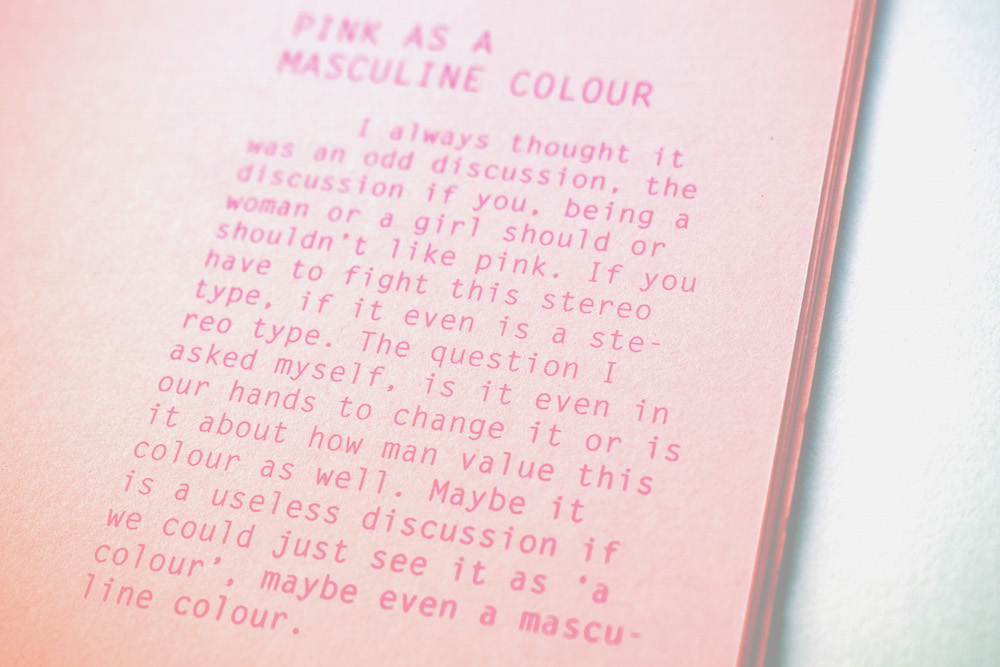 PINK AS A
MASCULINE COLOUR
I always thought it
was an odd discussion, the
discussion if you, being a
woman or a girl should or
shouldn't like pink. If you
have to fight this stereo
type, if it even is a ste-
reo type. The question I
asked myself, is it even in
our hands to change it or is
it about how man value this
colour as well. Maybe it
is a useless discussion if
we could just see it as 'a
colour', maybe even a mascu-
line colour.